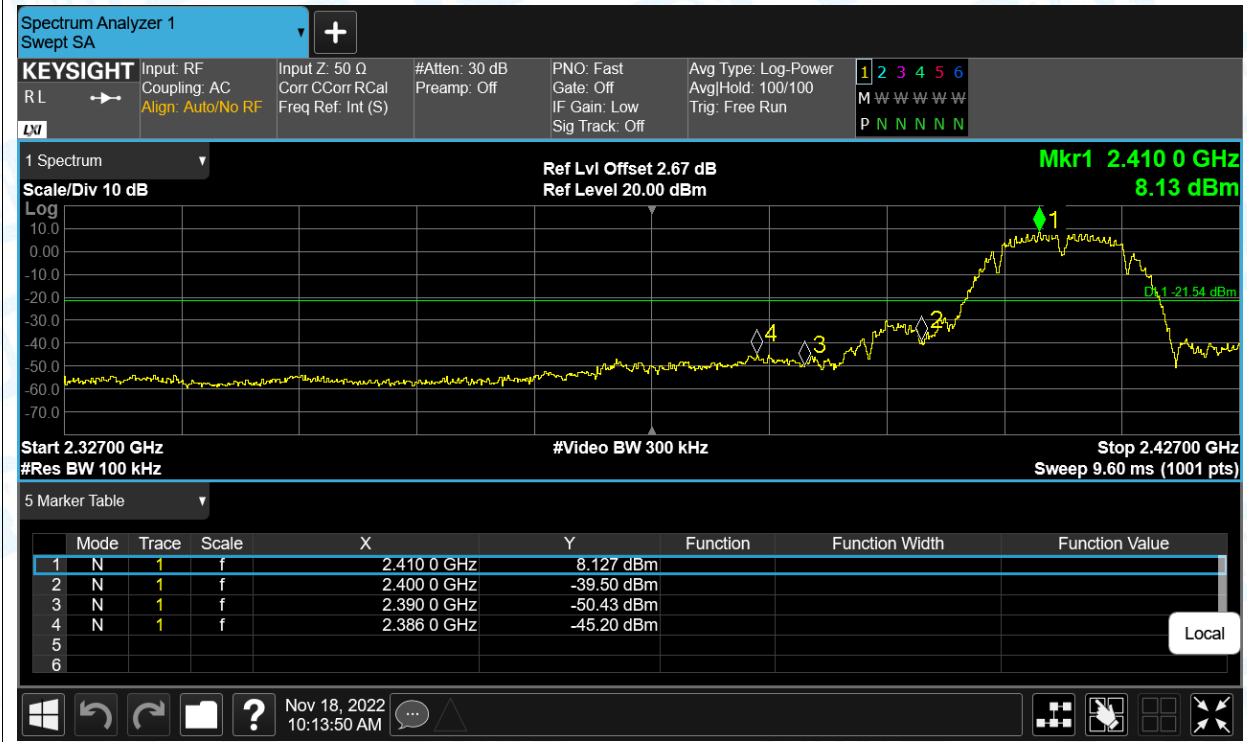 Spectrum Analyzer 1
Swept SA
+
KEYSIGHT
R L
LXI
Input: RF
Coupling: AC
Align: Auto/No RF
Input Z: 50 Ω
Corr CCorr RCal
Freq Ref: Int (S)
#Atten: 30 dB
Preamp: Off
PNO: Fast
Gate: Off
IF Gain: Low
Sig Track: Off
Avg Type: Log-Power
Avg|Hold: 100/100
Trig: Free Run
1 2 3 4 5 6
M W W W W W
P N N N N N
1 Spectrum
Scale/Div 10 dB
Ref Lvl Offset 2.67 dB
Ref Level 20.00 dBm
Mkr1 2.410 0 GHz
8.13 dBm
Log
10.0
0.00
-10.0
-20.0
-30.0
-40.0
-50.0
-60.0
-70.0
1
DL1 -21.54 dBm
2
4
3
Start 2.32700 GHz
#Video BW 300 kHz
Stop 2.42700 GHz
#Res BW 100 kHz
Sweep 9.60 ms (1001 pts)
5 Marker Table
Mode Trace Scale X Y Function Function Width Function Value
1 N 1 f 2.410 0 GHz 8.127 dBm
2 N 1 f 2.400 0 GHz -39.50 dBm
3 N 1 f 2.390 0 GHz -50.43 dBm
4 N 1 f 2.386 0 GHz -45.20 dBm
5
6
Local
?
Nov 18, 2022
10:13:50 AM